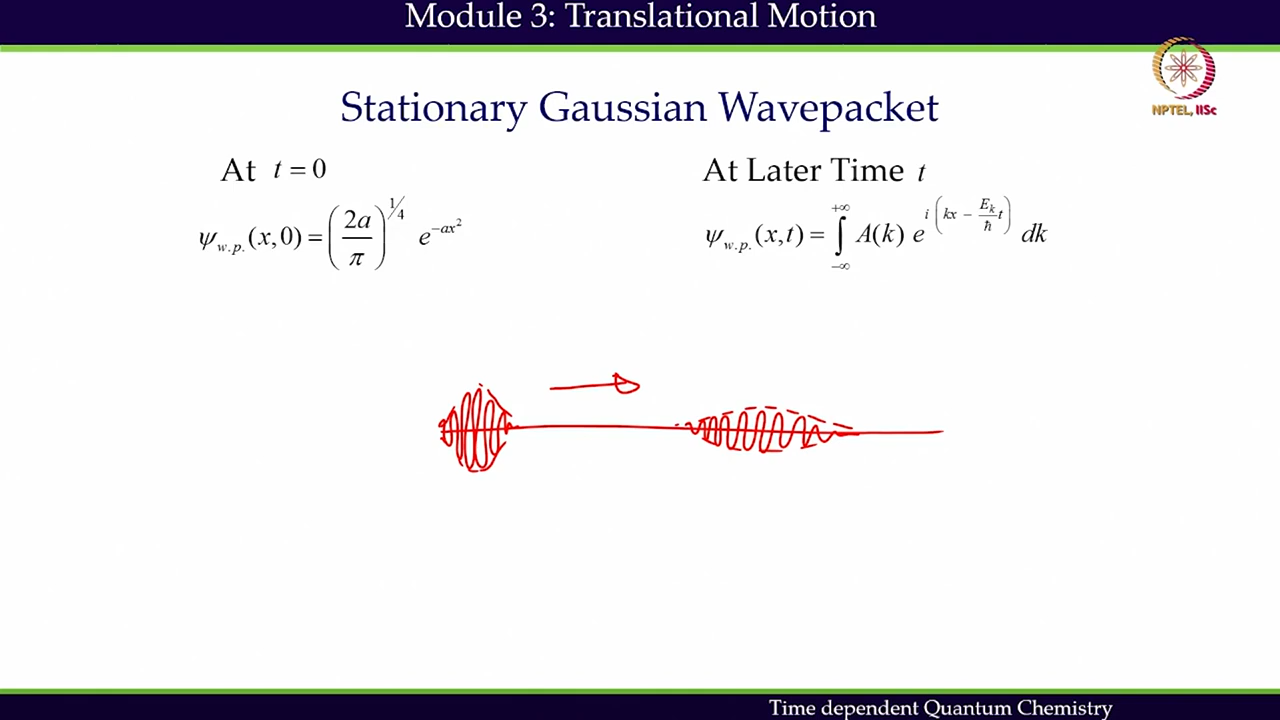 Module 3: Translational Motion
NPTEL, IISc
Stationary Gaussian Wavepacket
At t = 0
ψ_{w.p.}(x,0) = (2a/π)^{1/4} e^{-ax^2}
At Later Time t
ψ_{w.p.}(x,t) = ∫_{-∞}^{+∞} A(k) e^{i(kx - \frac{E_k}{ħ}t)} dk
Time dependent Quantum Chemistry